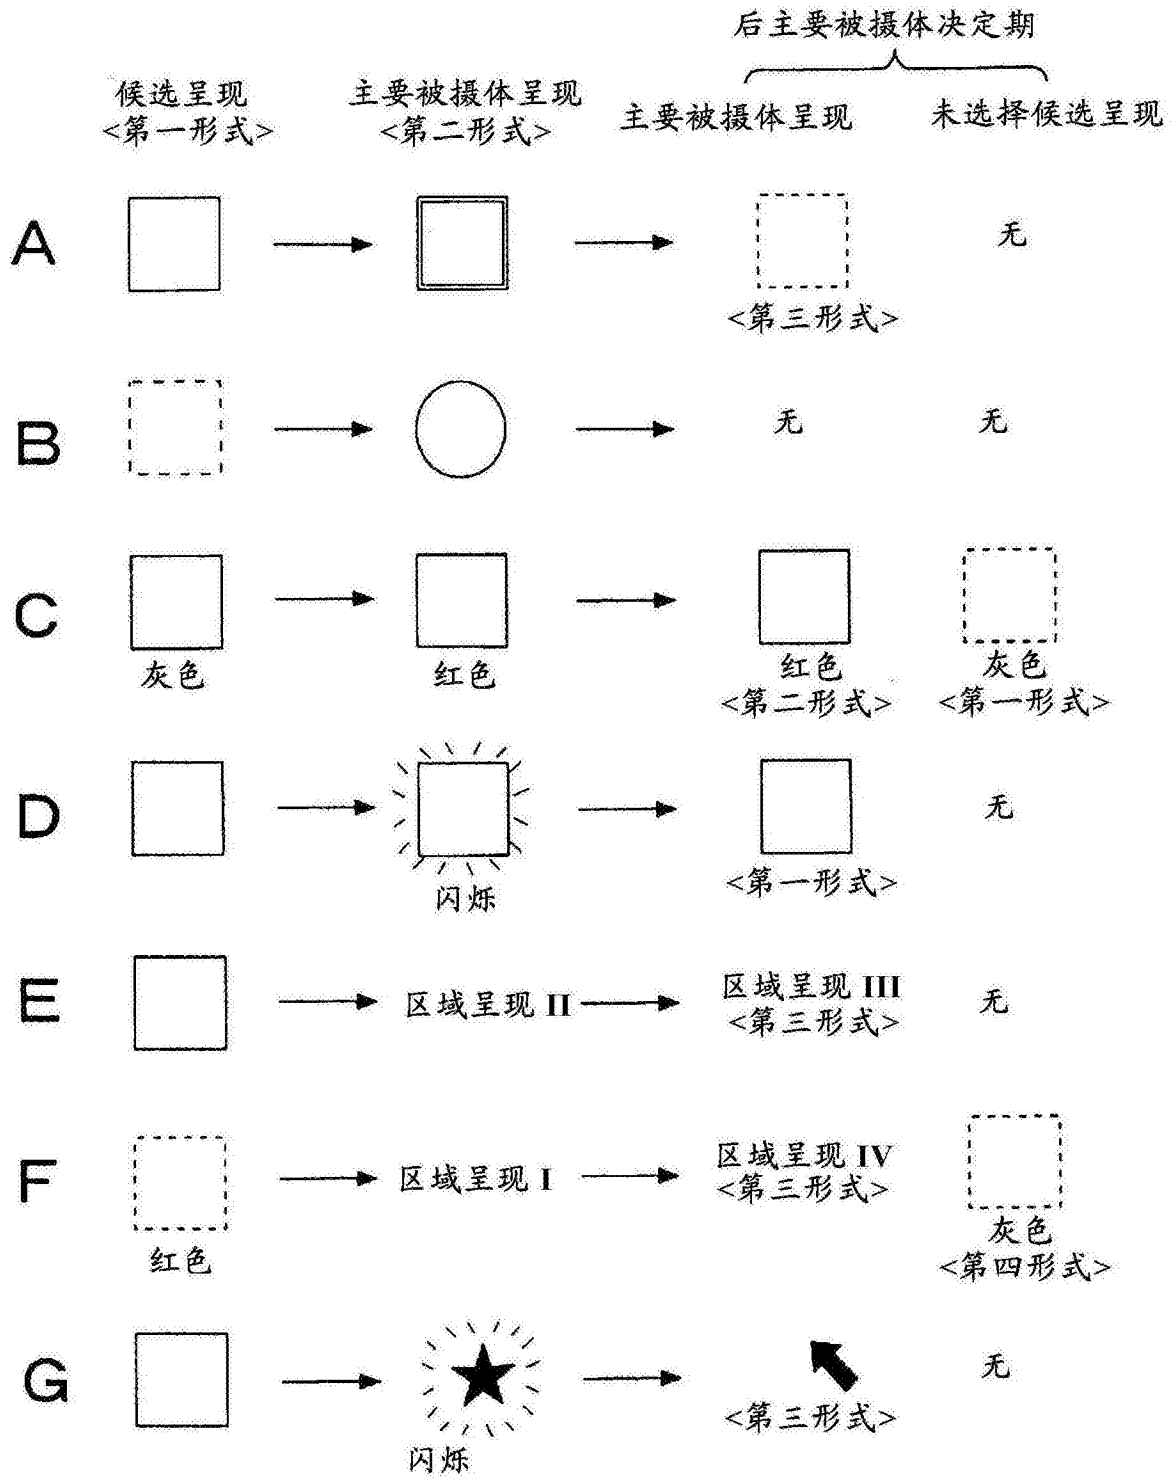 后主要被摄体决定期
候选呈现
<第一形式>
主要被摄体呈现
<第二形式>
主要被摄体呈现
未选择候选呈现
A
无
<第三形式>
B
无
无
C
灰色
红色
红色
<第二形式>
灰色
<第一形式>
D
闪烁
<第一形式>
无
E
区域呈现 II
区域呈现 III
<第三形式>
无
F
红色
区域呈现 I
区域呈现 IV
<第三形式>
灰色
<第四形式>
G
闪烁
<第三形式>
无